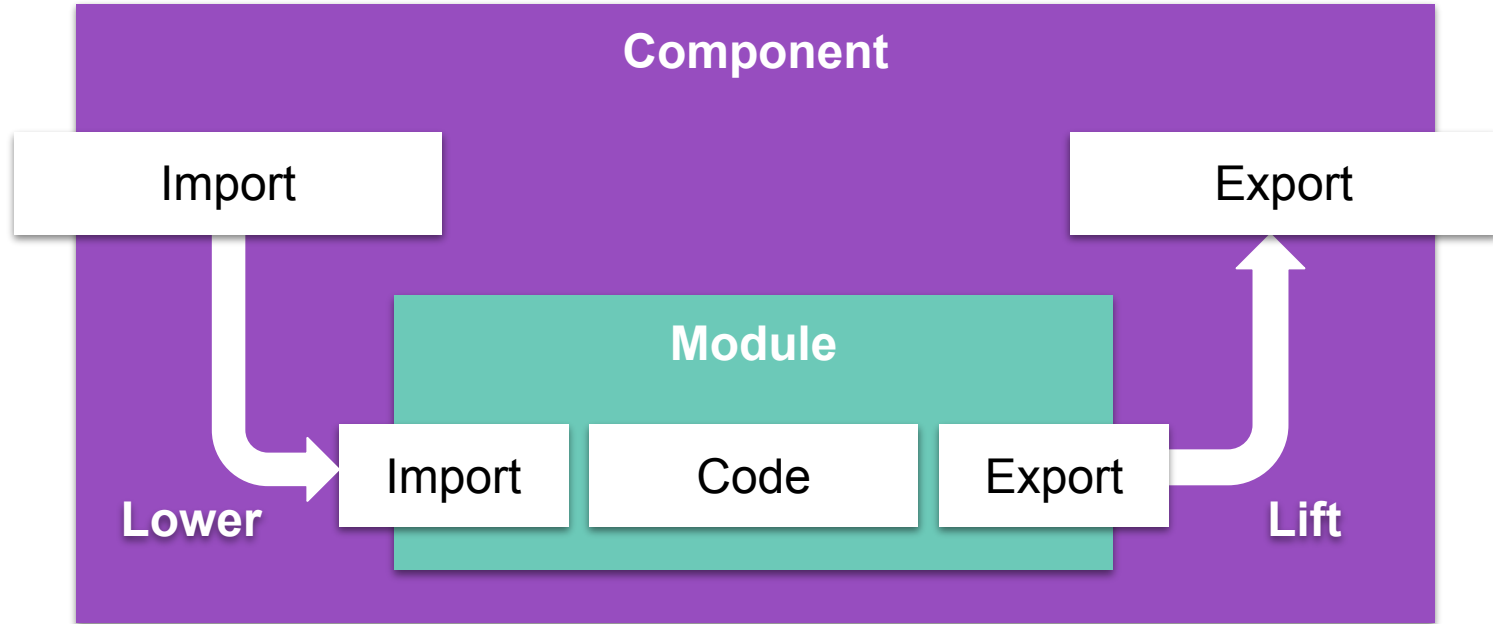 Component
Import
Export
Module
Import
Code
Export
Lower
Lift